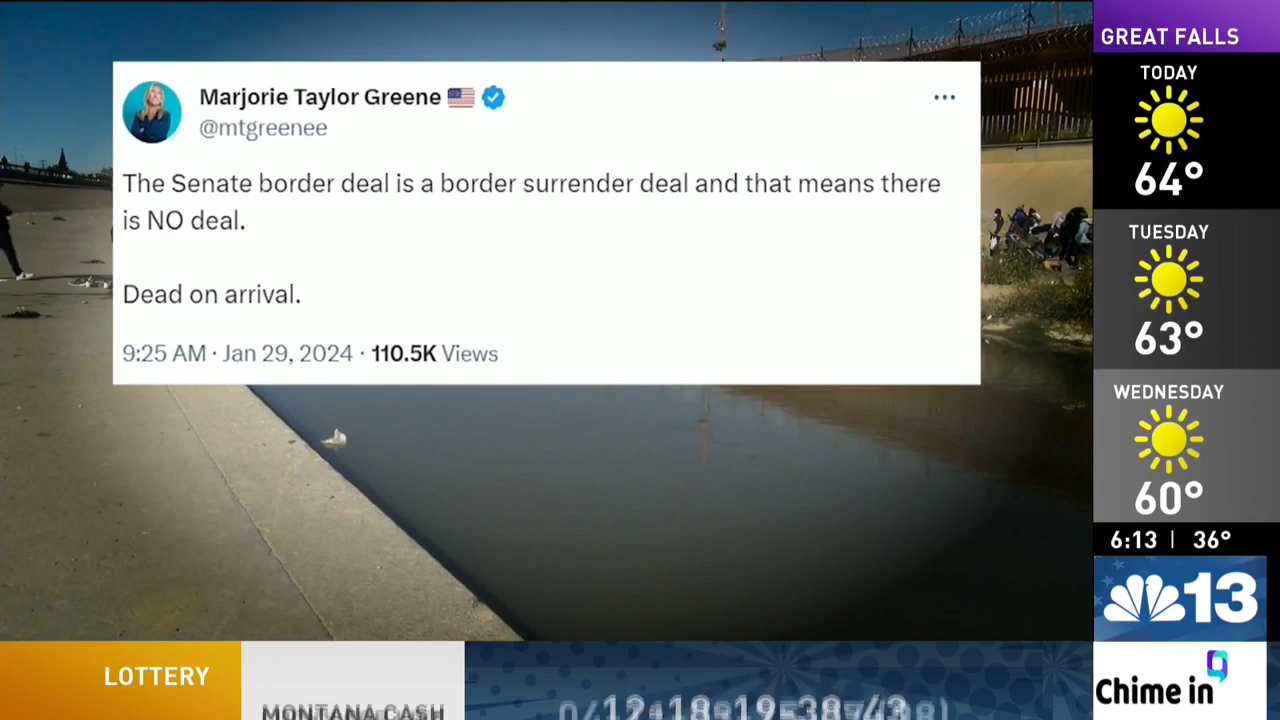 Marjorie Taylor Greene
@mtgreenee
The Senate border deal is a border surrender deal and that means there
is NO deal.
Dead on arrival.
9:25 AM · Jan 29, 2024 · 110.5K Views
GREAT FALLS
TODAY
64°
TUESDAY
63°
WEDNESDAY
60°
6:13 | 36°
13
Chime in
LOTTERY
MONTANA CASH